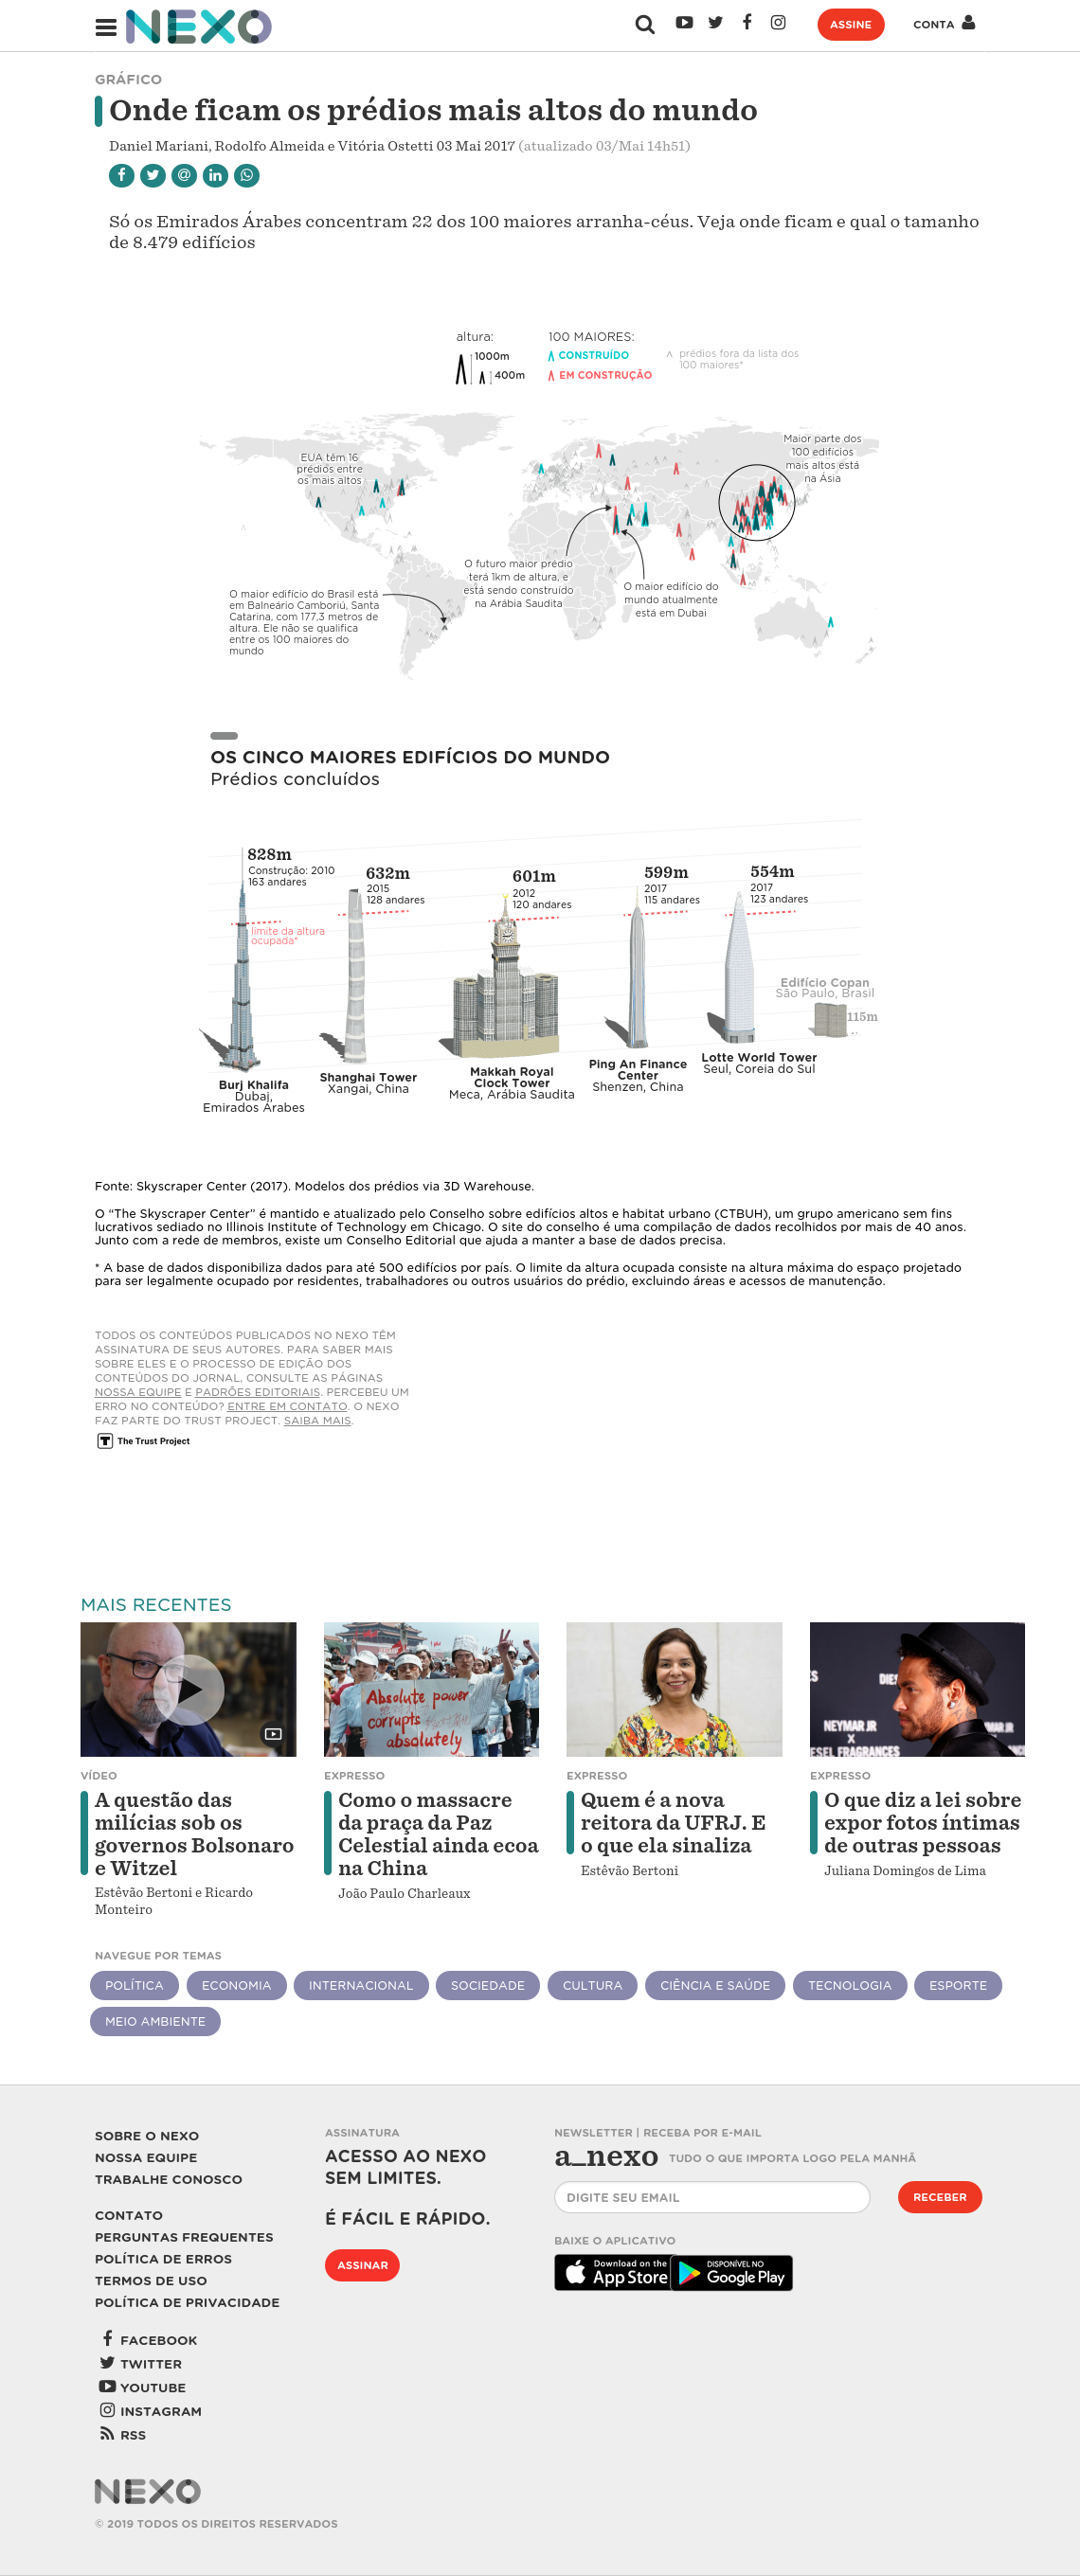 NEXO
ASSINE
CONTA
GRÁFICO
Onde ficam os prédios mais altos do mundo
Daniel Mariani, Rodolfo Almeida e Vitória Ostetti 03 Mai 2017 (atualizado 03/Mai 14h51)
Só os Emirados Árabes concentram 22 dos 100 maiores arranha-céus. Veja onde ficam e qual o tamanho
de 8.479 edifícios
altura:
1000m
400m
100 MAIORES:
CONSTRUÍDO
EM CONSTRUÇÃO
prédios fora da lista dos
100 maiores*
EUA têm 16
prédios entre
os mais altos
Maior parte dos
100 edifícios
mais altos está
na Ásia
O futuro maior prédio
terá 1km de altura, e
está sendo construído
na Arábia Saudita
O maior edifício do
mundo atualmente
está em Dubai
O maior edifício do Brasil está
em Balneário Camboriú, Santa
Catarina, com 177,3 metros de
altura. Ele não se qualifica
entre os 100 maiores do
mundo
OS CINCO MAIORES EDIFÍCIOS DO MUNDO
Prédios concluídos
828m
Construção: 2010
163 andares
limite da altura
ocupada*
632m
2015
128 andares
601m
2012
120 andares
599m
2017
115 andares
554m
2017
123 andares
Edifício Copan
São Paulo, Brasil
115m
Burj Khalifa
Dubaj,
Emirados Árabes
Shanghai Tower
Xangai, China
Makkah Royal
Clock Tower
Meca, Arábia Saudita
Ping An Finance
Center
Shenzen, China
Lotte World Tower
Seul, Coreia do Sul
Fonte: Skyscraper Center (2017). Modelos dos prédios via 3D Warehouse.
O “The Skyscraper Center” é mantido e atualizado pelo Conselho sobre edifícios altos e habitat urbano (CTBUH), um grupo americano sem fins
lucrativos sediado no Illinois Institute of Technology em Chicago. O site do conselho é uma compilação de dados recolhidos por mais de 40 anos.
Junto com a rede de membros, existe um Conselho Editorial que ajuda a manter a base de dados precisa.
* A base de dados disponibiliza dados para até 500 edifícios por país. O limite da altura ocupada consiste na altura máxima do espaço projetado
para ser legalmente ocupado por residentes, trabalhadores ou outros usuários do prédio, excluindo áreas e acessos de manutenção.
TODOS OS CONTEÚDOS PUBLICADOS NO NEXO TÊM
ASSINATURA DE SEUS AUTORES. PARA SABER MAIS
SOBRE ELES E O PROCESSO DE EDIÇÃO DOS
CONTEÚDOS DO JORNAL, CONSULTE AS PÁGINAS
NOSSA EQUIPE E PADRÕES EDITORIAIS. PERCEBEU UM
ERRO NO CONTEÚDO? ENTRE EM CONTATO. O NEXO
FAZ PARTE DO TRUST PROJECT. SAIBA MAIS.
The Trust Project
MAIS RECENTES
Absolute power
corrupts
absolutely
NEYMAR JR
X
VÍDEO
A questão das
milícias sob os
governos Bolsonaro
e Witzel
Estêvão Bertoni e Ricardo
Monteiro
EXPRESSO
Como o massacre
da praça da Paz
Celestial ainda ecoa
na China
João Paulo Charleaux
EXPRESSO
Quem é a nova
reitora da UFRJ. E
o que ela sinaliza
Estêvão Bertoni
EXPRESSO
O que diz a lei sobre
expor fotos íntimas
de outras pessoas
Juliana Domingos de Lima
NAVEGUE POR TEMAS
POLÍTICA ECONOMIA INTERNACIONAL SOCIEDADE CULTURA CIÊNCIA E SAÚDE TECNOLOGIA ESPORTE
MEIO AMBIENTE
SOBRE O NEXO
NOSSA EQUIPE
TRABALHE CONOSCO
CONTATO
PERGUNTAS FREQUENTES
POLÍTICA DE ERROS
TERMOS DE USO
POLÍTICA DE PRIVACIDADE
FACEBOOK
TWITTER
YOUTUBE
INSTAGRAM
RSS
ASSINATURA
ACESSO AO NEXO
SEM LIMITES.
É FÁCIL E RÁPIDO.
ASSINAR
NEWSLETTER | RECEBA POR E-MAIL
a_nexo TUDO O QUE IMPORTA LOGO PELA MANHÃ
DIGITE SEU EMAIL
RECEBER
BAIXE O APLICATIVO
Download on the
App Store
DISPONÍVEL NO
Google Play
NEXO
© 2019 TODOS OS DIREITOS RESERVADOS